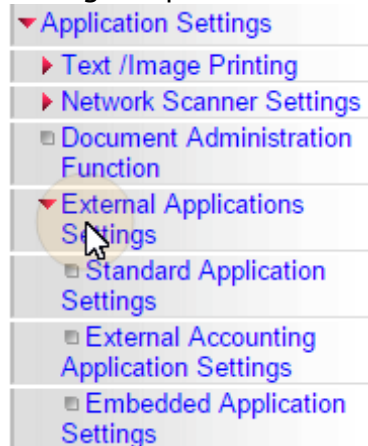 Application Settings
Text /Image Printing
Network Scanner Settings
Document Administration
Function
External Applications
Settings
Standard Application
Settings
External Accounting
Application Settings
Embedded Application
Settings